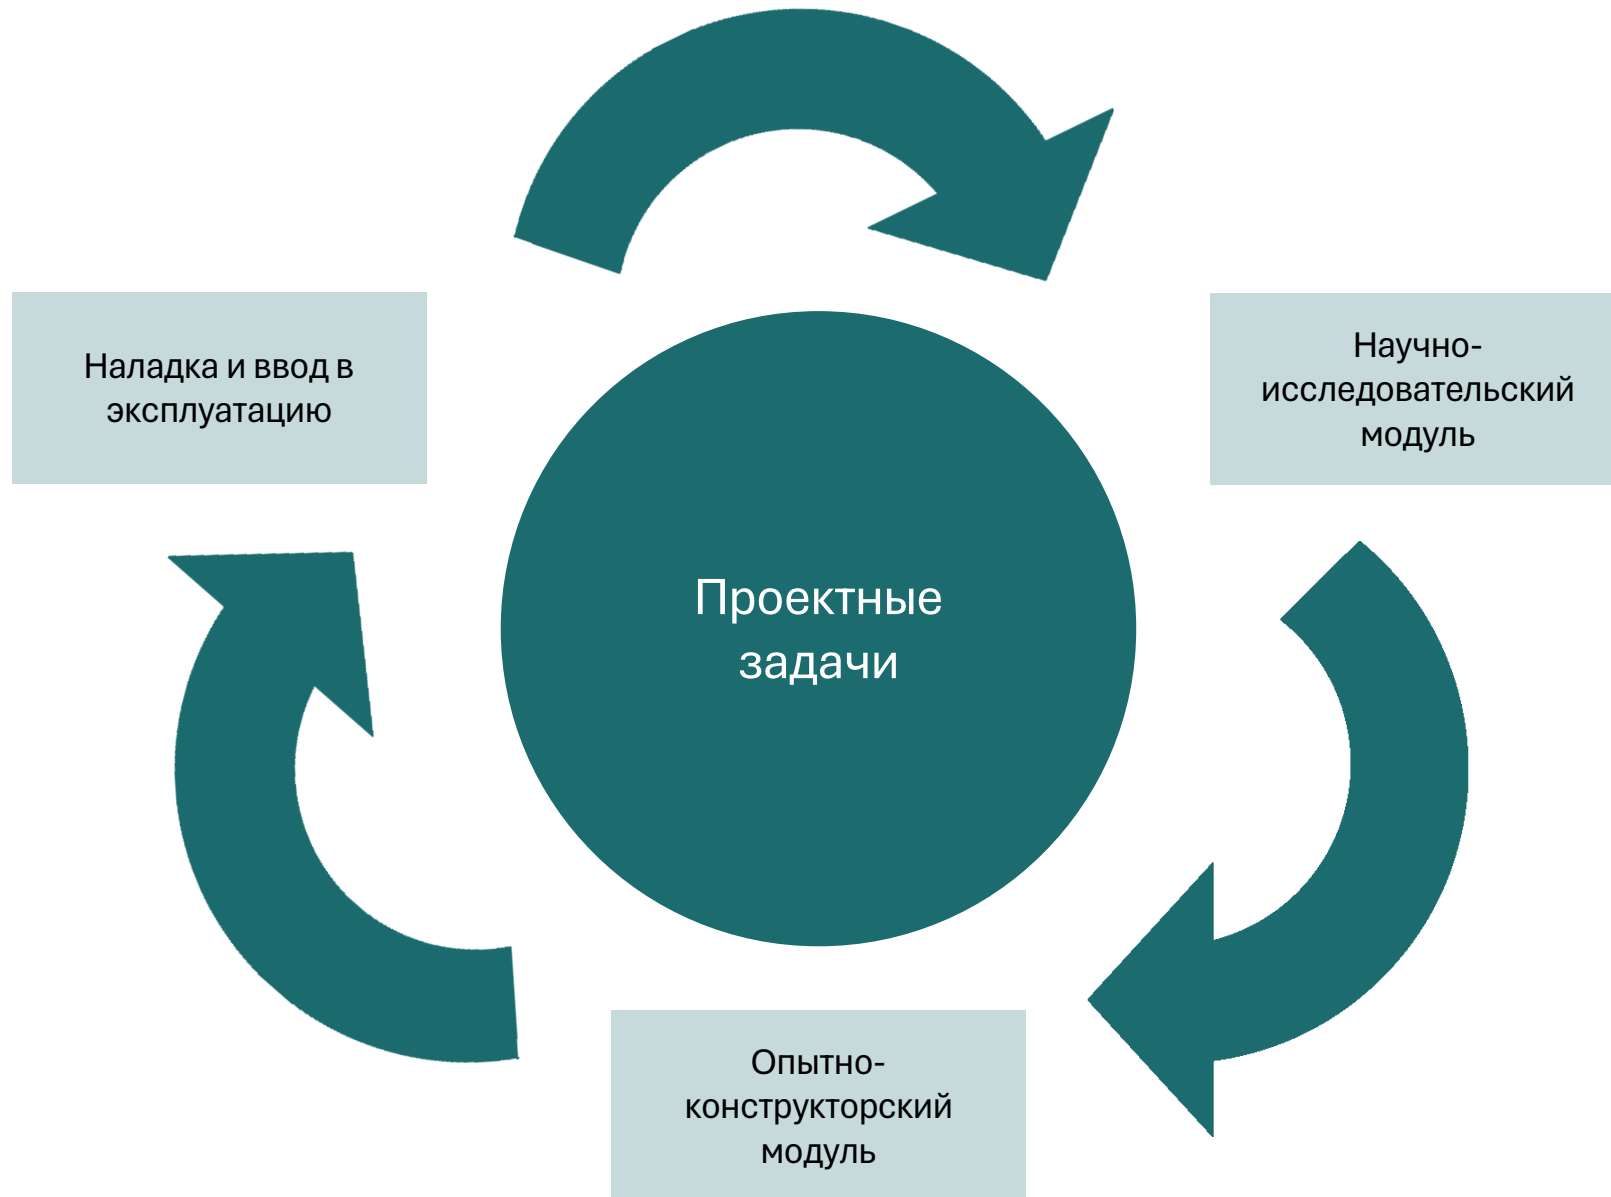 Наладка и ввод в
эксплуатацию
Научно-
исследовательский
модуль
Проектные
задачи
Опытно-
конструкторский
модуль